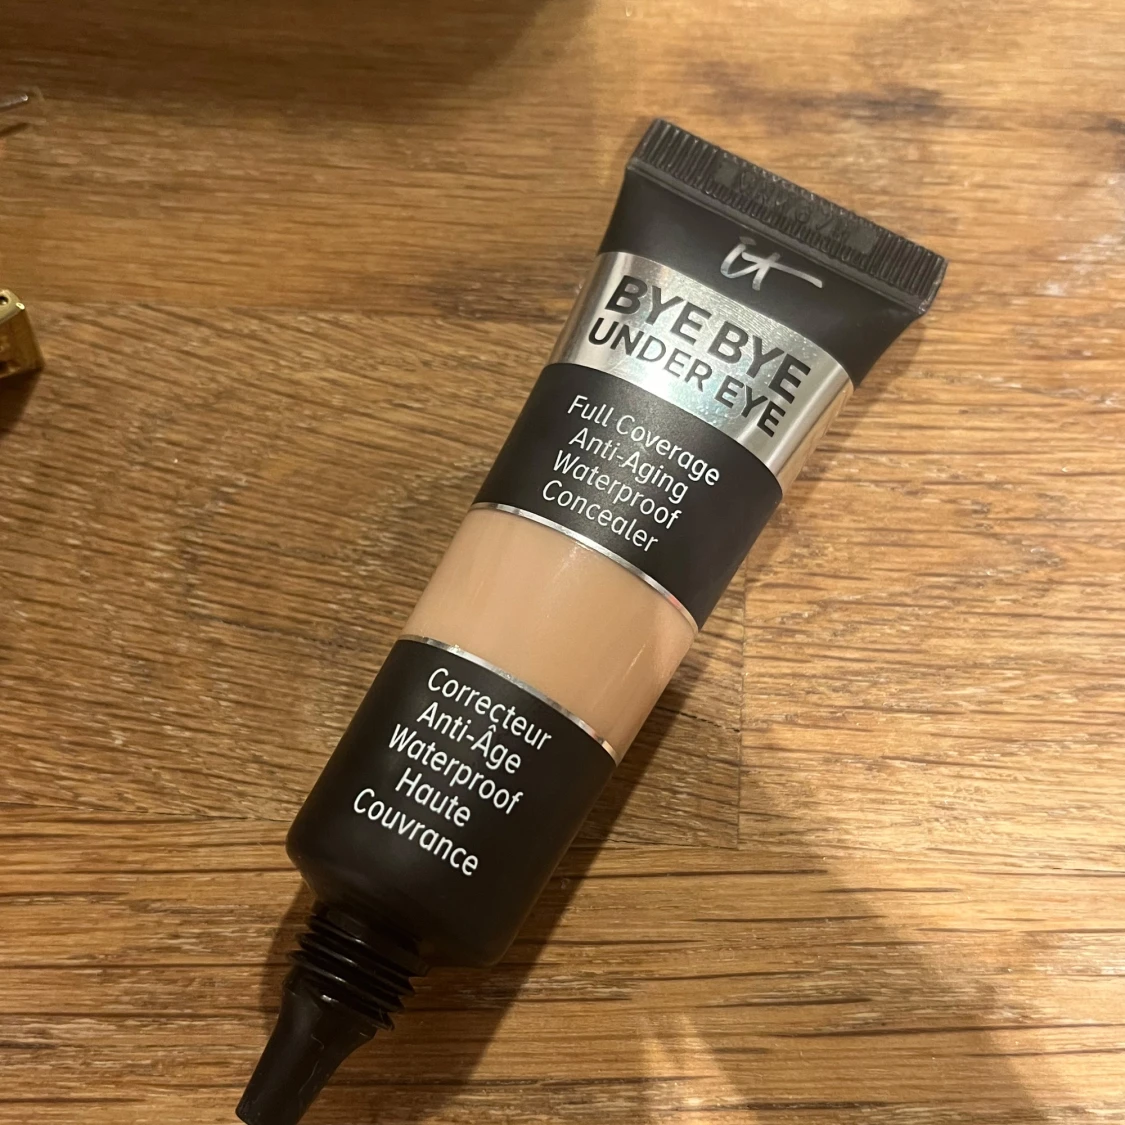 it
BYE BYE
UNDER EYE
Full Coverage
Anti-Aging
Waterproof
Concealer
Correcteur
Anti-Âge
Waterproof
Haute
Couvrance